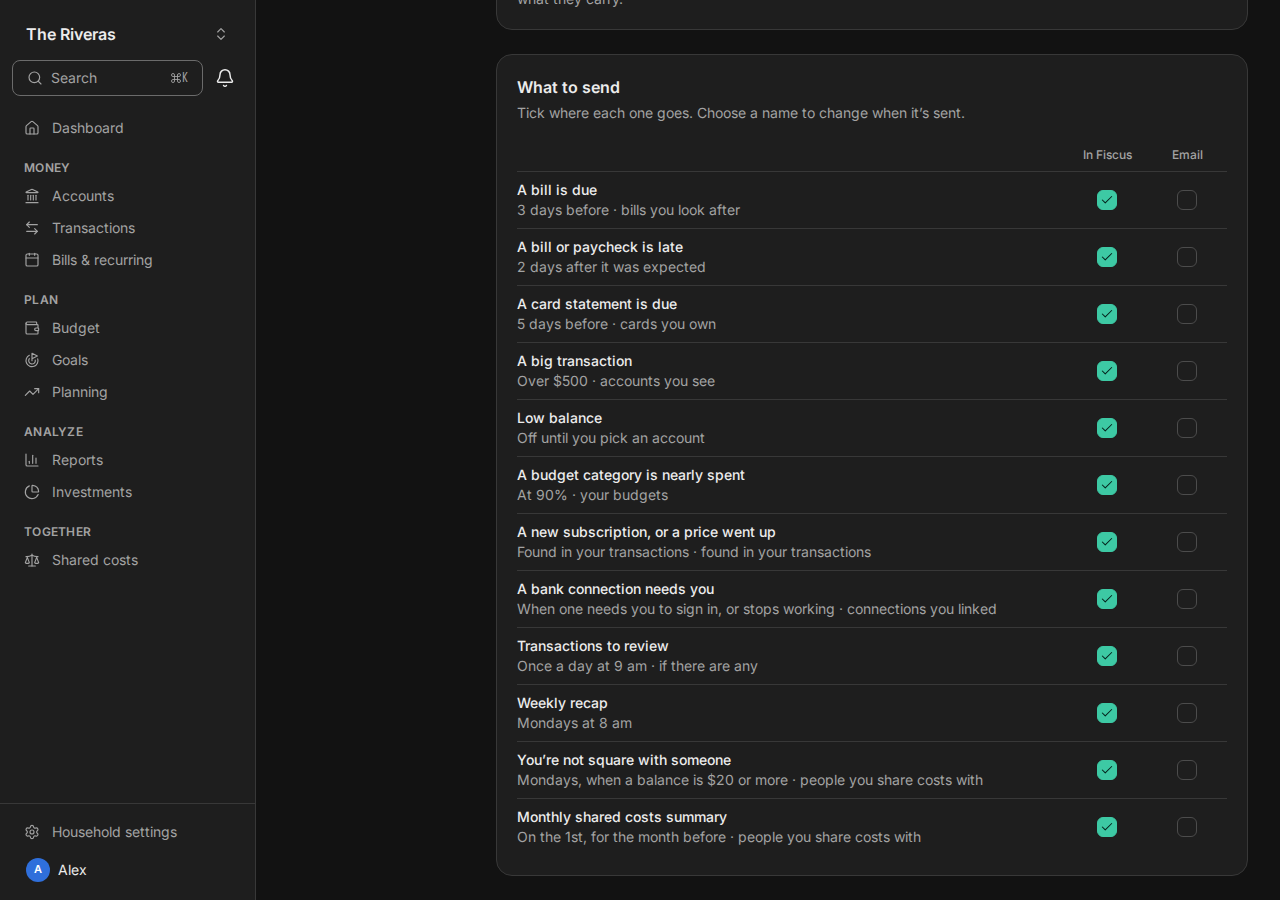 The Riveras
Search ⌘K
Dashboard
MONEY
Accounts
Transactions
Bills & recurring
PLAN
Budget
Goals
Planning
ANALYZE
Reports
Investments
TOGETHER
Shared costs
Household settings
A Alex
what they carry.
What to send
Tick where each one goes. Choose a name to change when it’s sent.
In Fiscus Email
A bill is due
3 days before · bills you look after
A bill or paycheck is late
2 days after it was expected
A card statement is due
5 days before · cards you own
A big transaction
Over $500 · accounts you see
Low balance
Off until you pick an account
A budget category is nearly spent
At 90% · your budgets
A new subscription, or a price went up
Found in your transactions · found in your transactions
A bank connection needs you
When one needs you to sign in, or stops working · connections you linked
Transactions to review
Once a day at 9 am · if there are any
Weekly recap
Mondays at 8 am
You’re not square with someone
Mondays, when a balance is $20 or more · people you share costs with
Monthly shared costs summary
On the 1st, for the month before · people you share costs with